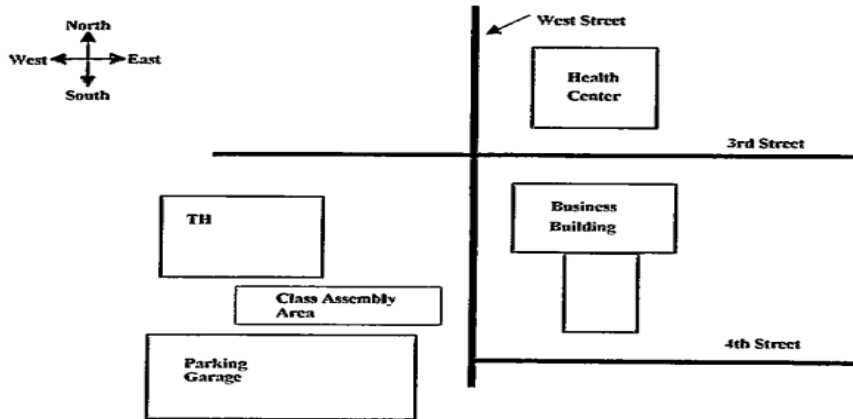 North
West Street
West East
South
Health
Center
3rd Street
TH
Business
Building
Class Assembly
Area
4th Street
Parking
Garage